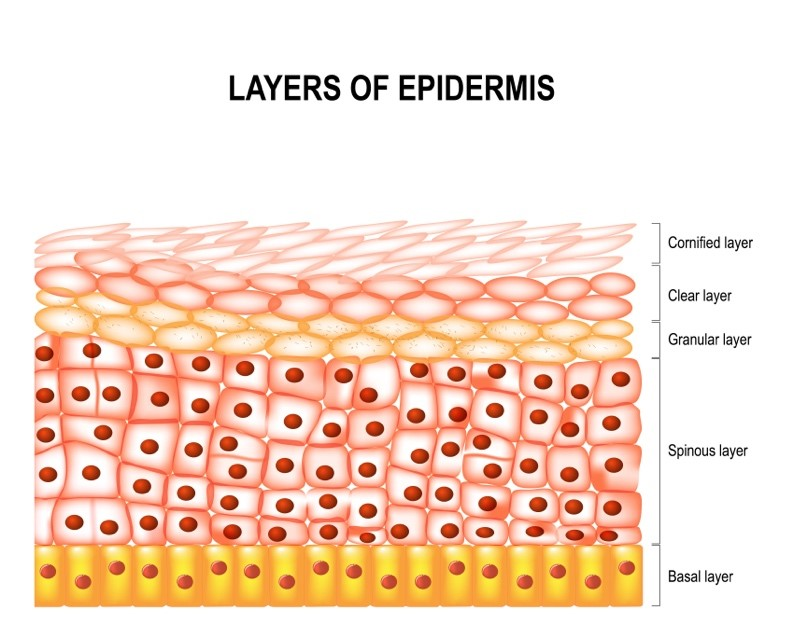 LAYERS OF EPIDERMIS
Cornified layer
Clear layer
Granular layer
Spinous layer
Basal layer